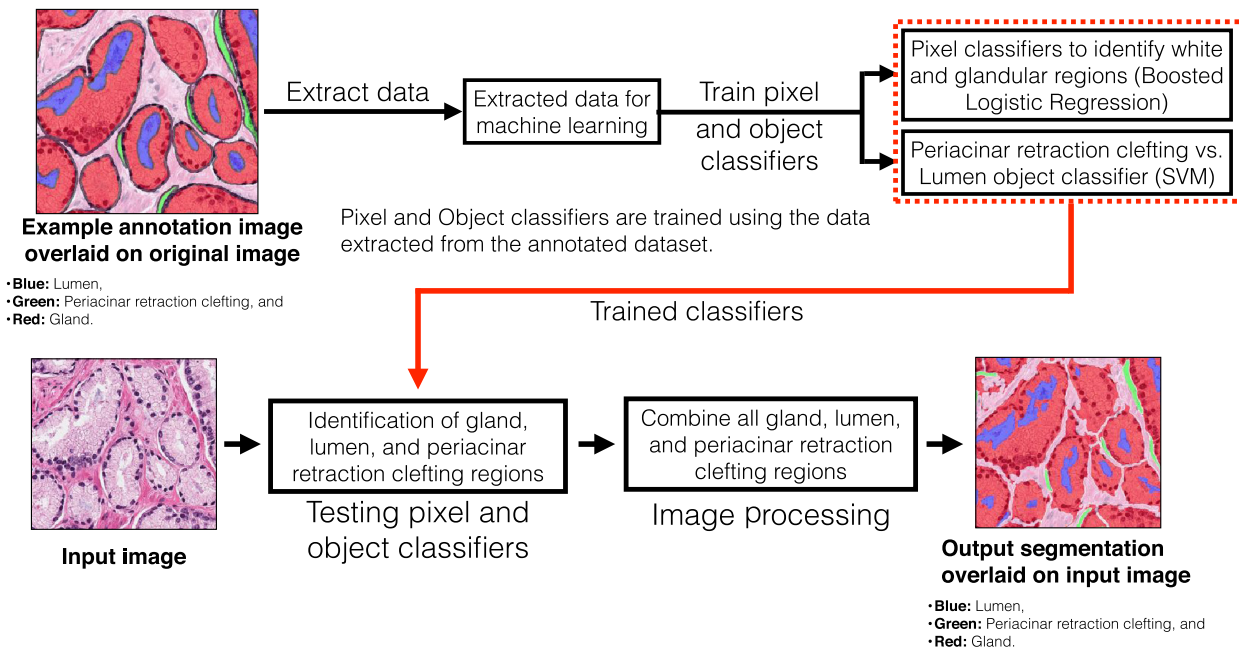 Extract data
Extracted data for
machine learning
Train pixel
and object
classifiers
Pixel classifiers to identify white
and glandular regions (Boosted
Logistic Regression)
Periacinar retraction clefting vs.
Lumen object classifier (SVM)
Example annotation image
overlaid on original image
•Blue: Lumen,
•Green: Periacinar retraction clefting, and
•Red: Gland.
Pixel and Object classifiers are trained using the data
extracted from the annotated dataset.
Trained classifiers
Input image
Identification of gland,
lumen, and periacinar
retraction clefting regions
Testing pixel and
object classifiers
Combine all gland, lumen,
and periacinar retraction
clefting regions
Image processing
Output segmentation
overlaid on input image
•Blue: Lumen,
•Green: Periacinar retraction clefting, and
•Red: Gland.